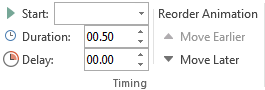 Start: Reorder Animation
Duration: 00.50 Move Earlier
Delay: 00.00 Move Later
Timing